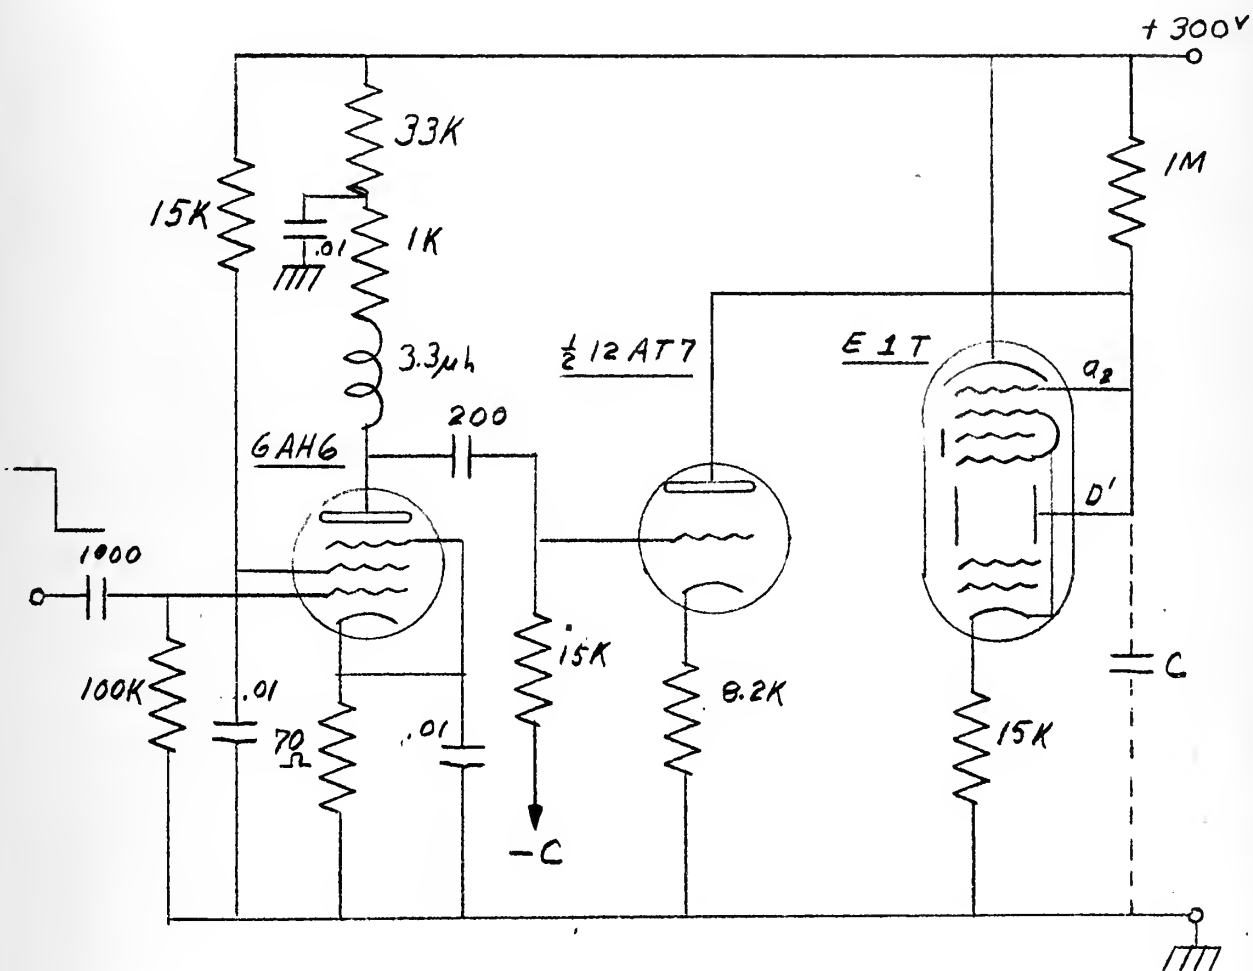 + 300V
33K
1M
15K
.01
1K
3.3μh
½ 12AT7
E1T
a2
200
6AH6
D'
1000
15K
C
100K
.01
70
Ω
.01
8.2K
15K
-C